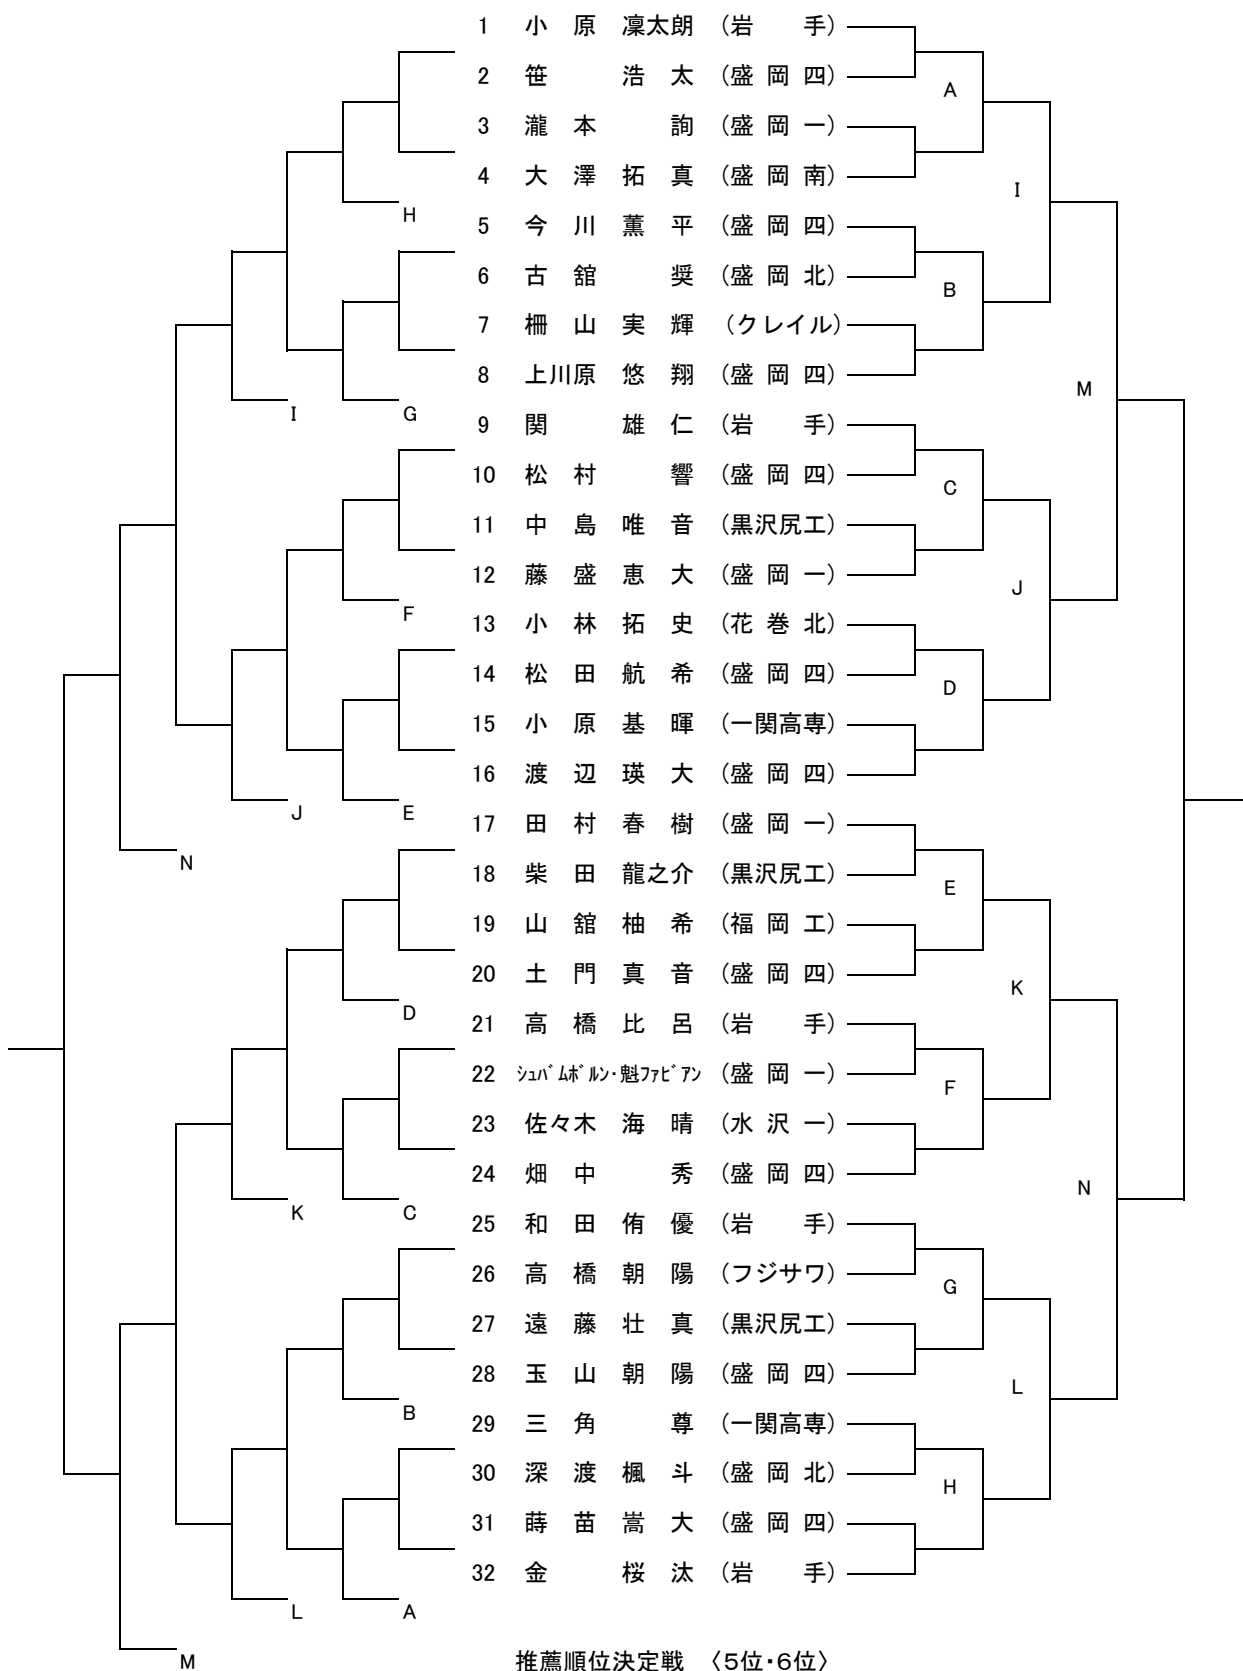 1 小原 凜太朗 (岩手)
2 笹 浩太 (盛岡四)
A
3 瀧本 詢 (盛岡一)
4 大澤 拓真 (盛岡南)
I
H
5 今川 薫平 (盛岡四)
6 古舘 奨 (盛岡北)
B
7 柵山 実輝 (クレイル)
8 上川原 悠翔 (盛岡四)
M
I
G
9 関 雄仁 (岩手)
10 松村 響 (盛岡四)
C
11 中島 唯音 (黒沢尻工)
12 藤盛 恵大 (盛岡一)
J
F
13 小林 拓史 (花巻北)
14 松田 航希 (盛岡四)
D
15 小原 基暉 (一関高専)
16 渡辺 瑛大 (盛岡四)
J
E
17 田村 春樹 (盛岡一)
N
18 柴田 龍之介 (黒沢尻工)
E
19 山舘 柚希 (福岡工)
20 土門 真音 (盛岡四)
K
D
21 高橋 比呂 (岩手)
22 シュバムボルン・魁ファビアン (盛岡一)
F
23 佐々木 海晴 (水沢一)
24 畑中 秀 (盛岡四)
N
K
C
25 和田 侑優 (岩手)
26 高橋 朝陽 (フジサワ)
G
27 遠藤 壮真 (黒沢尻工)
28 玉山 朝陽 (盛岡四)
L
B
29 三角 尊 (一関高専)
30 深渡 楓斗 (盛岡北)
H
31 蒔苗 嵩大 (盛岡四)
32 金 桜汰 (岩手)
L
A
M
推薦順位決定戦 〈5位・6位〉